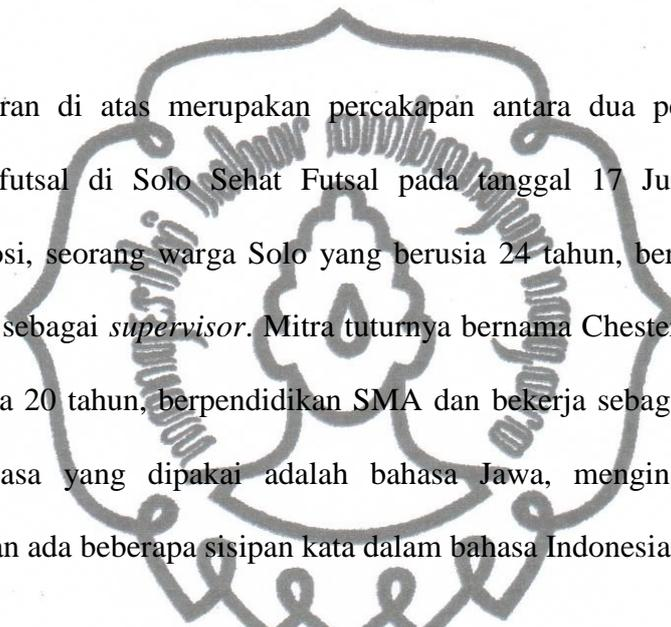 ran di atas merupakan percakapan antara dua pe
futsal di Solo Sehat Futsal pada tanggal 17 Ju
osi, seorang warga Solo yang berusia 24 tahun, ber
sebagai supervisor. Mitra tuturnya bernama Cheste
a 20 tahun, berpendidikan SMA dan bekerja sebag
asa yang dipakai adalah bahasa Jawa, mengin
an ada beberapa sisipan kata dalam bahasa Indonesia